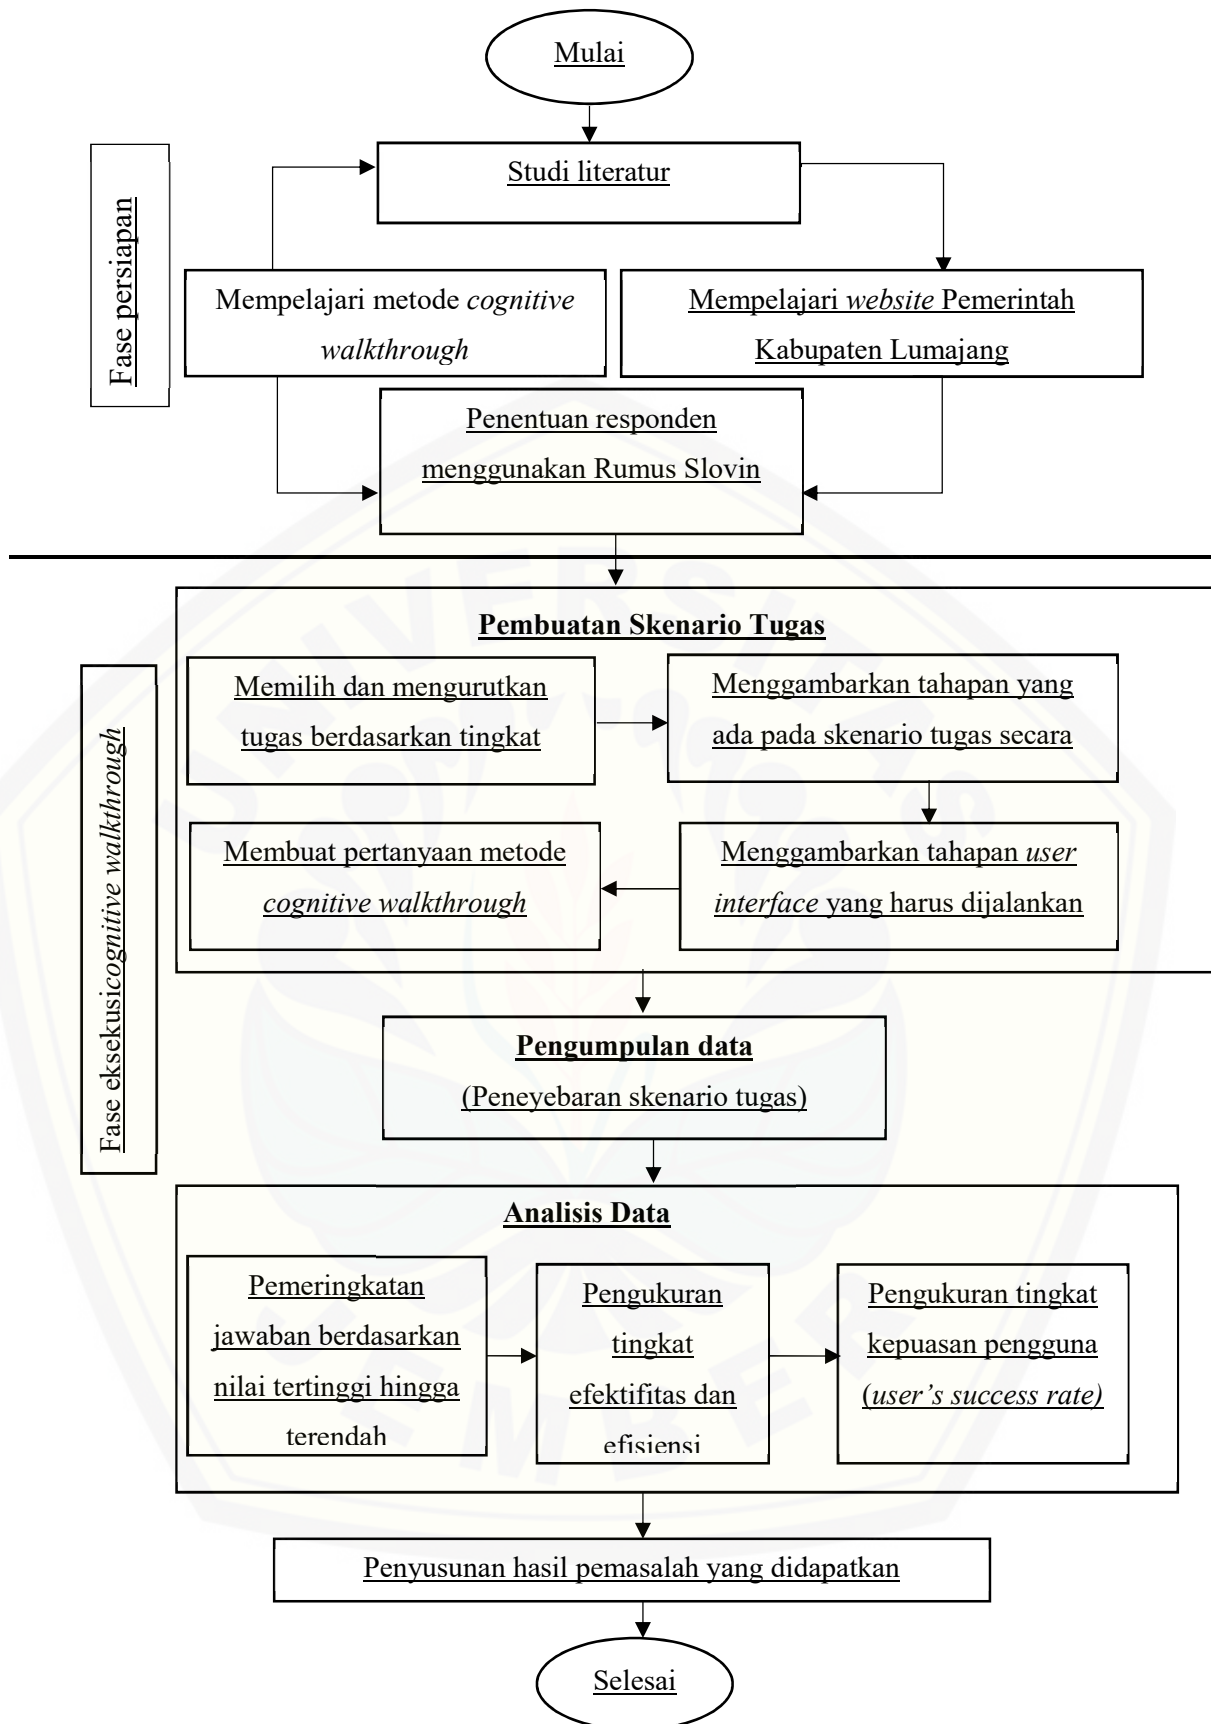 Mulai
Studi literatur
Fase persiapan
Mempelajari metode cognitive
walkthrough
Mempelajari website Pemerintah
Kabupaten Lumajang
Penentuan responden
menggunakan Rumus Slovin
Pembuatan Skenario Tugas
Memilih dan mengurutkan
tugas berdasarkan tingkat
Menggambarkan tahapan yang
ada pada skenario tugas secara
Fase eksekusicognitive walkthrough
Membuat pertanyaan metode
cognitive walkthrough
Menggambarkan tahapan user
interface yang harus dijalankan
Pengumpulan data
(Peneyebaran skenario tugas)
Analisis Data
Pemeringkatan
jawaban berdasarkan
nilai tertinggi hingga
terendah
Pengukuran
tingkat
efektifitas dan
efisiensi
Pengukuran tingkat
kepuasan pengguna
(user’s success rate)
Penyusunan hasil pemasalah yang didapatkan
Selesai
UNIVERSITAS
JEMBER